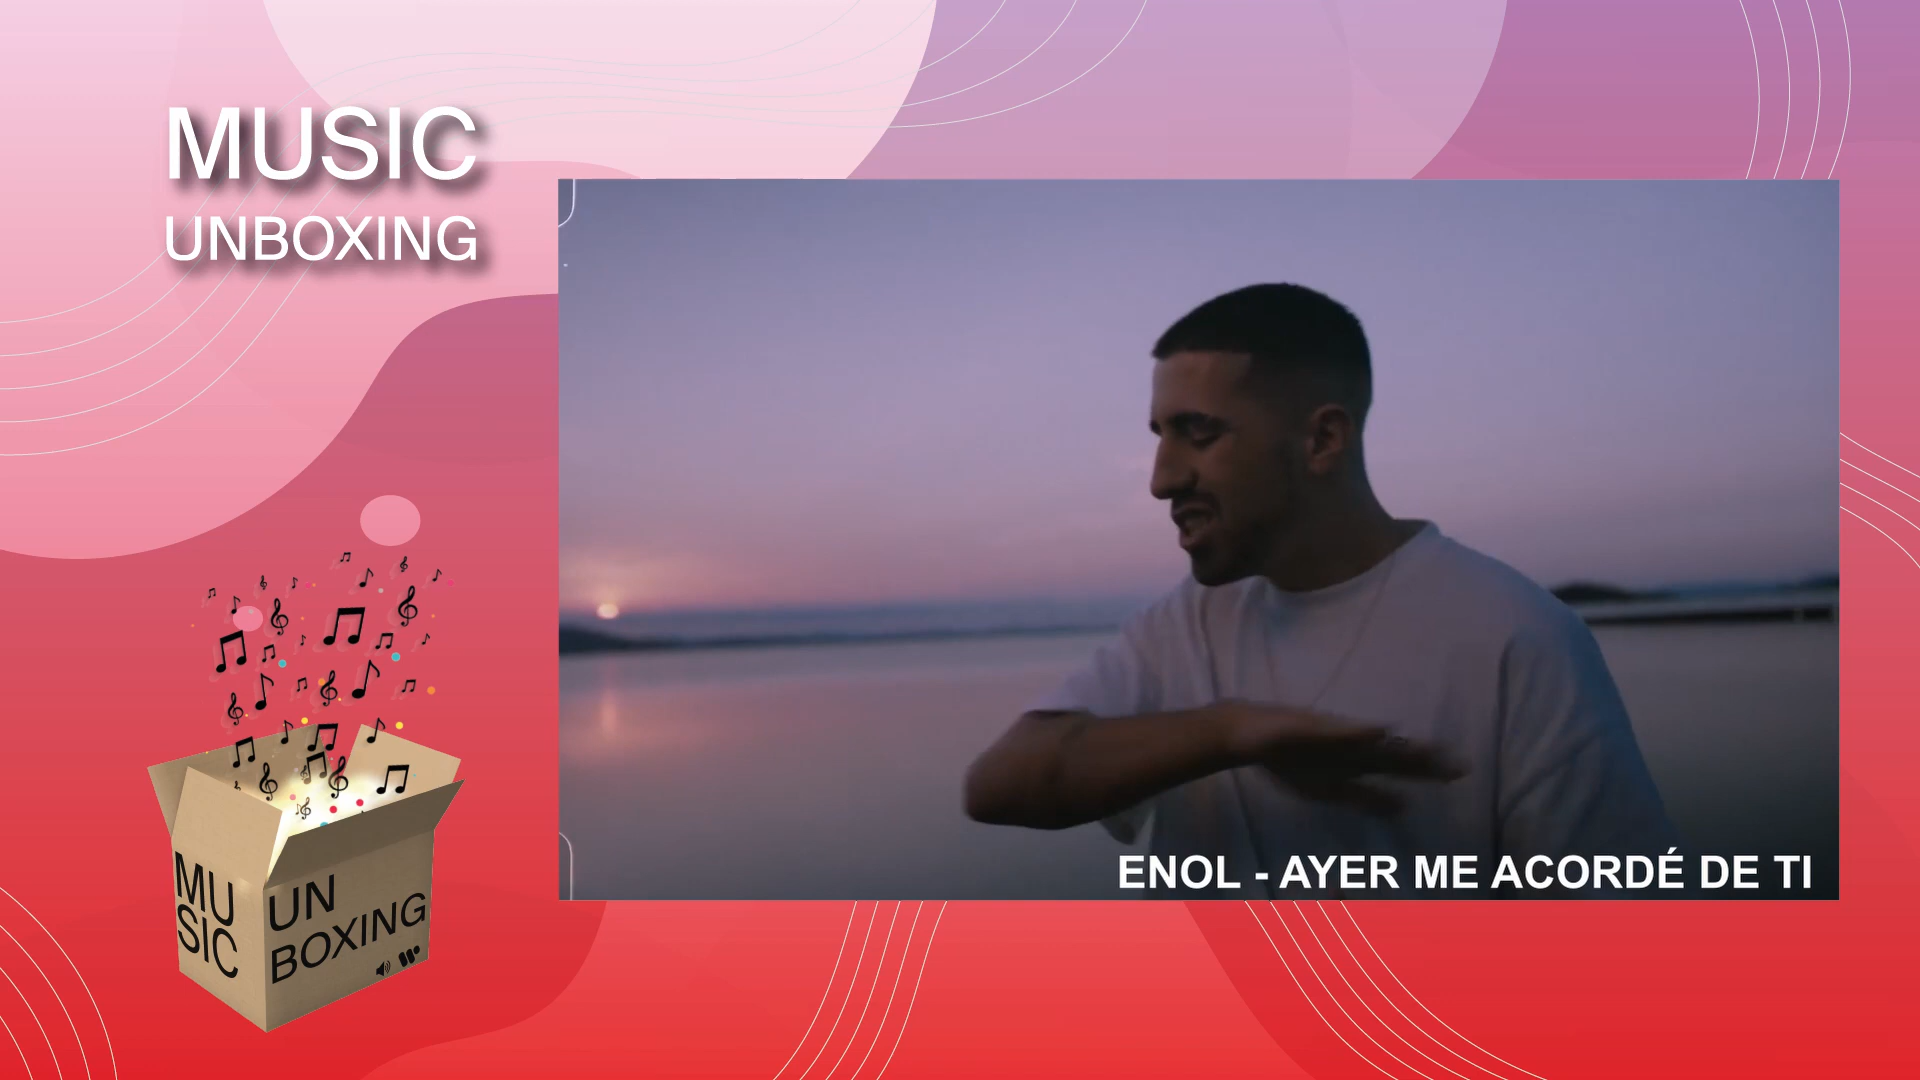 MUSIC
UNBOXING
ENOL - AYER ME ACORDÉ DE TI
MU
SIC
UN
BOXING